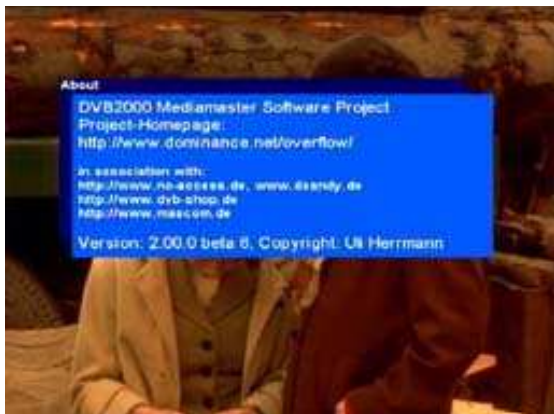 About
DVB2000 Mediamaster Software Project
Project-Homepage:
http://www.dominance.net/overflow/
in association with:
http://www.no-access.de, www.dsandy.de
http://www.dvb-shop.de
http://www.mascom.de
Version: 2.00.0 beta 6, Copyright: Uli Herrmann